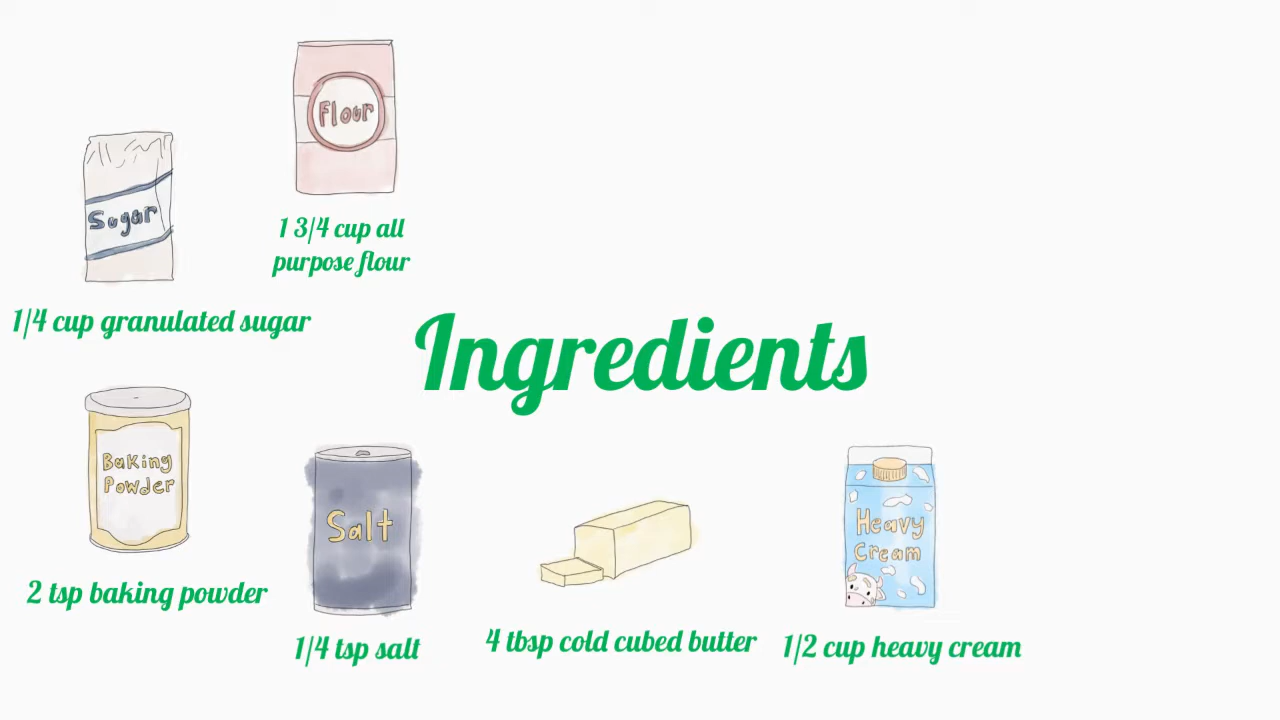 Flour
1 3/4 cup all
purpose flour
Sugar
1/4 cup granulated sugar
Ingredients
Baking
Powder
2 tsp baking powder
Salt
1/4 tsp salt
4 tbsp cold cubed butter
Heavy
Cream
1/2 cup heavy cream